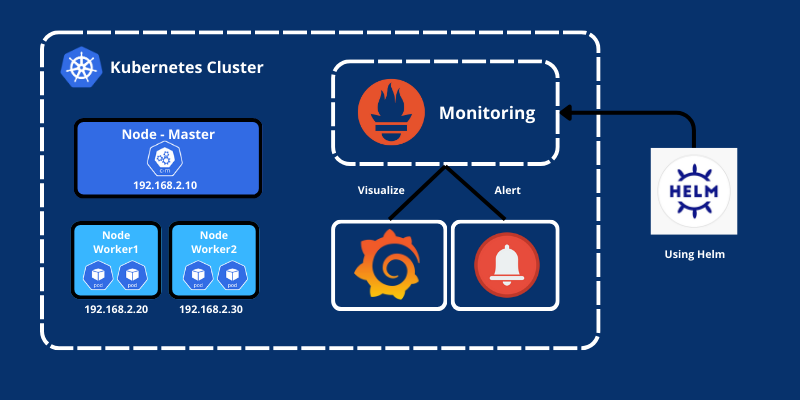 Kubernetes Cluster
Node - Master
c-m
192.168.2.10
Node
Worker1
pod
pod
192.168.2.20
Node
Worker2
pod
pod
192.168.2.30
Monitoring
Visualize
Alert
HELM
Using Helm